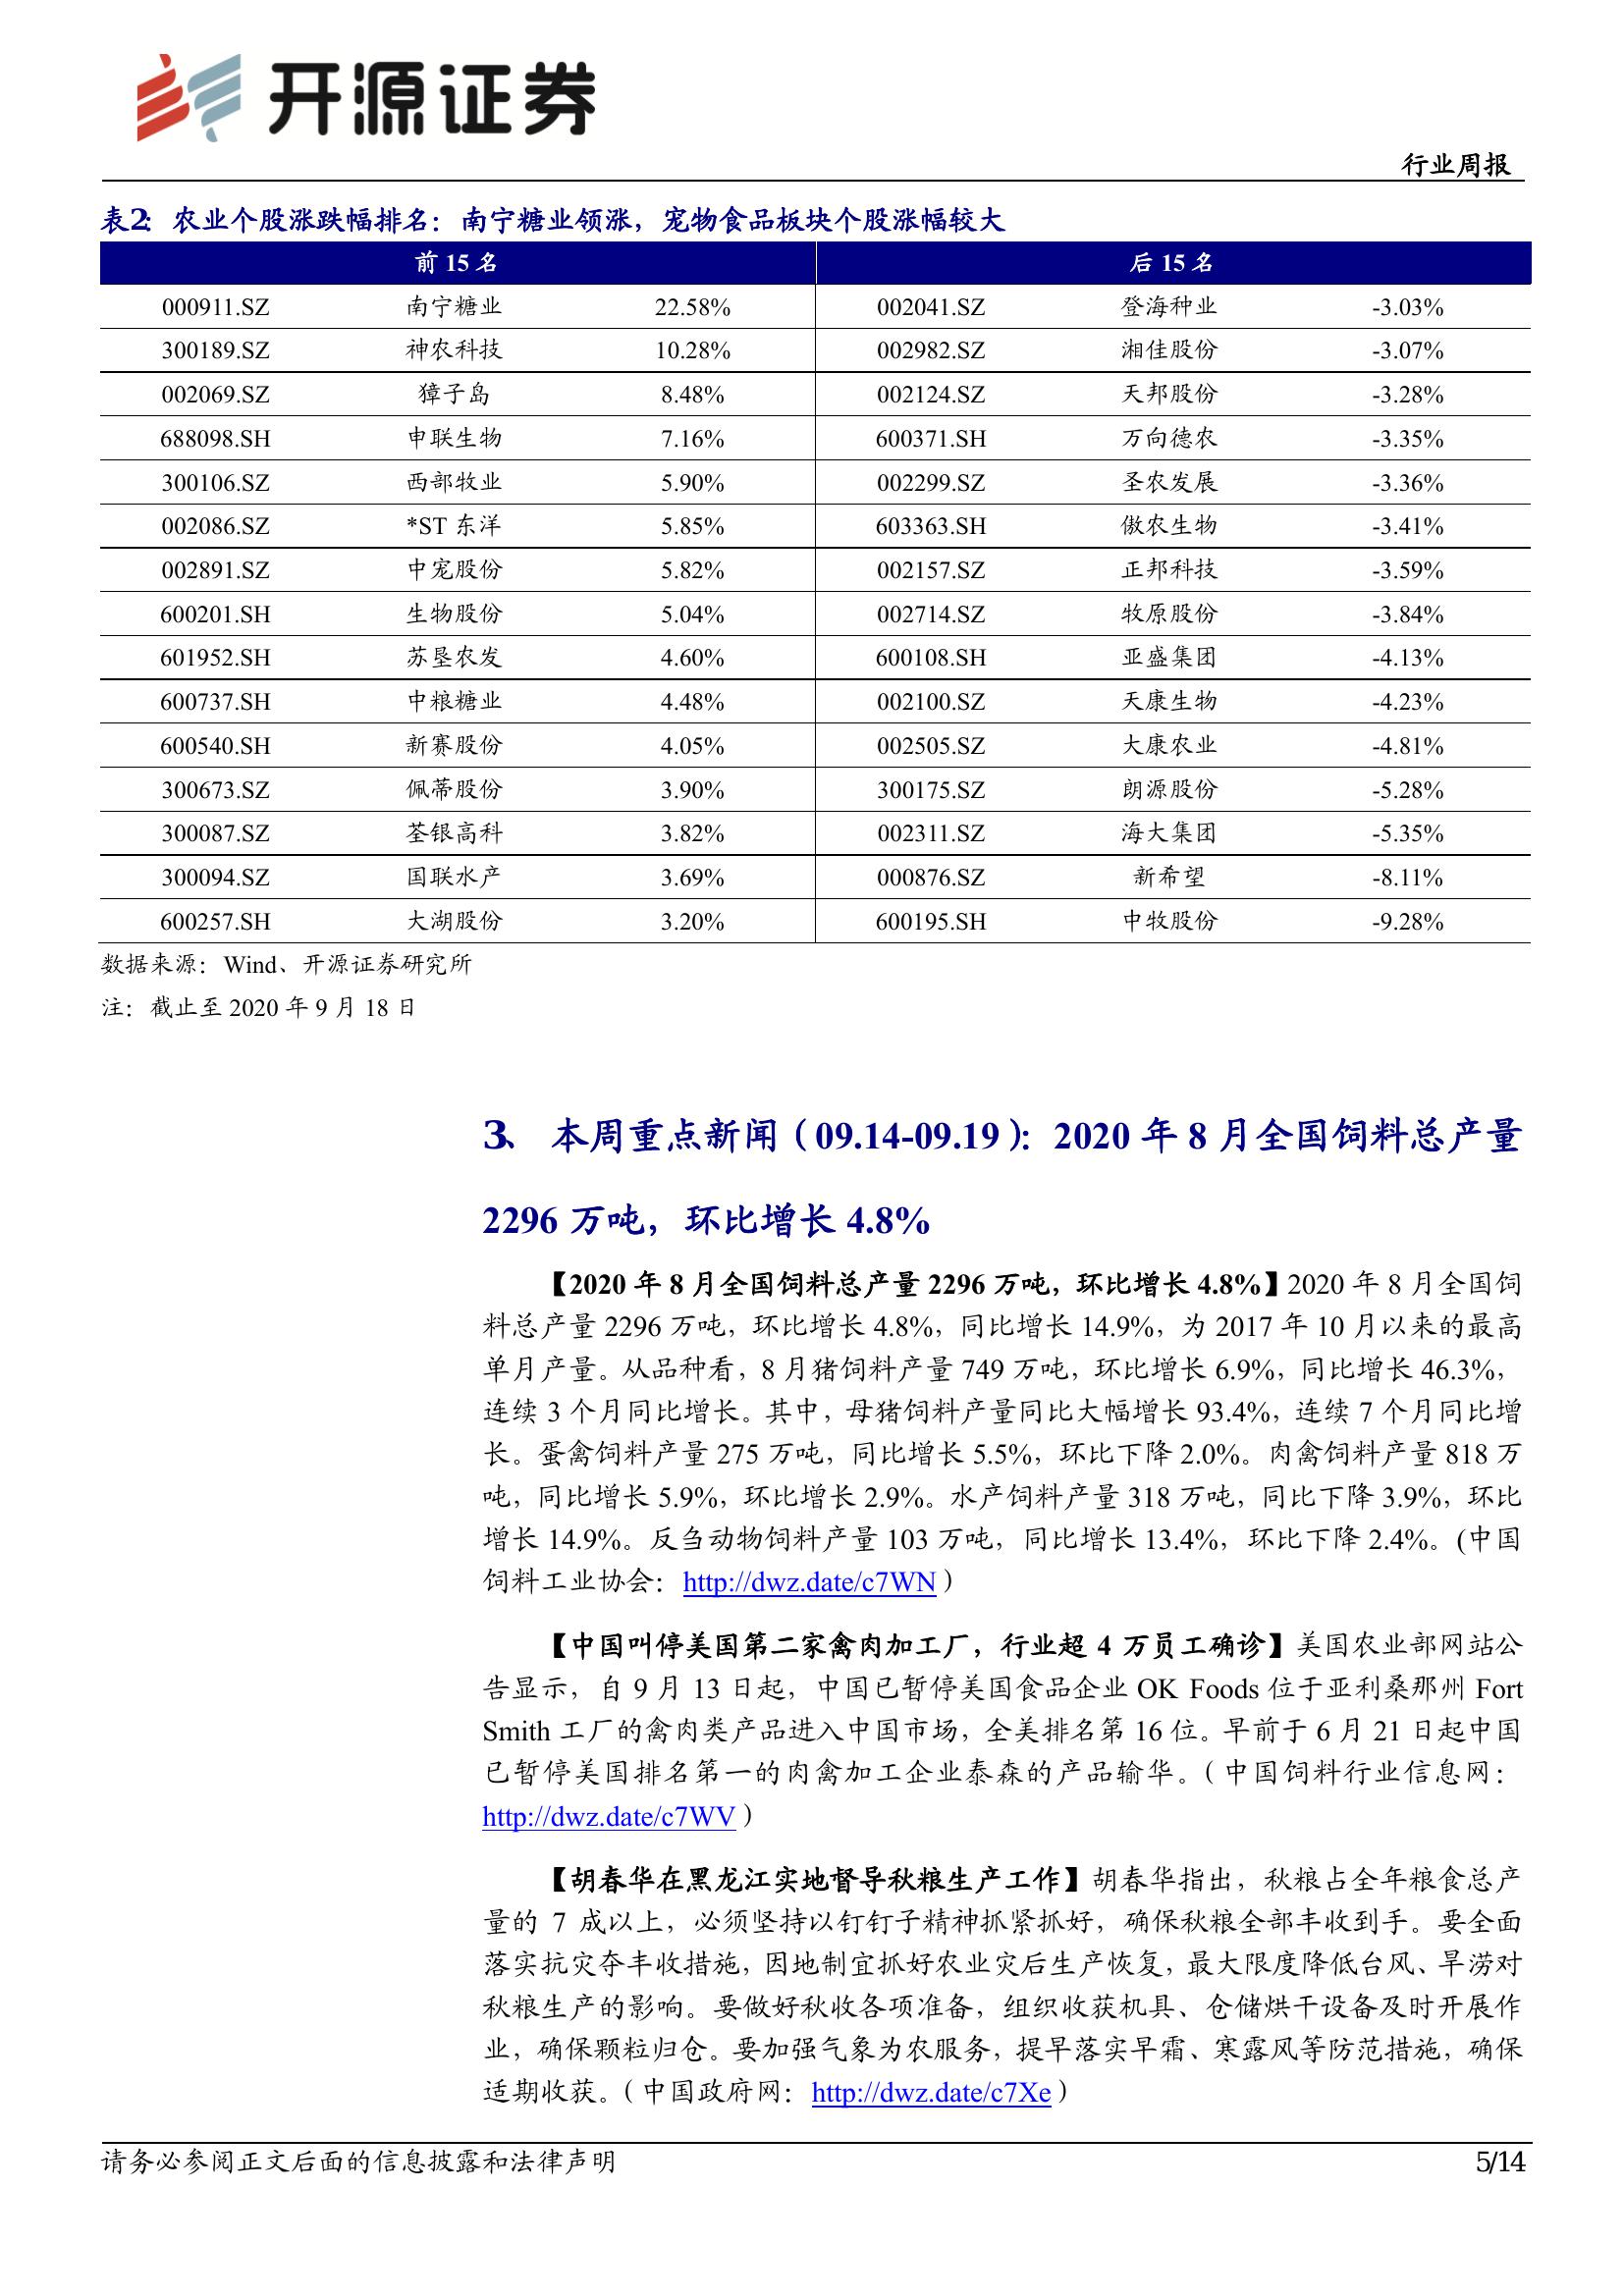 开源证券
行业周报
表2：农业个股涨跌幅排名：南宁糖业领涨，宠物食品板块个股涨幅较大
前 15 名 后 15 名
000911.SZ 南宁糖业 22.58% 002041.SZ 登海种业 -3.03%
300189.SZ 神农科技 10.28% 002982.SZ 湘佳股份 -3.07%
002069.SZ 獐子岛 8.48% 002124.SZ 天邦股份 -3.28%
688098.SH 申联生物 7.16% 600371.SH 万向德农 -3.35%
300106.SZ 西部牧业 5.90% 002299.SZ 圣农发展 -3.36%
002086.SZ *ST 东洋 5.85% 603363.SH 傲农生物 -3.41%
002891.SZ 中宠股份 5.82% 002157.SZ 正邦科技 -3.59%
600201.SH 生物股份 5.04% 002714.SZ 牧原股份 -3.84%
601952.SH 苏垦农发 4.60% 600108.SH 亚盛集团 -4.13%
600737.SH 中粮糖业 4.48% 002100.SZ 天康生物 -4.23%
600540.SH 新赛股份 4.05% 002505.SZ 大康农业 -4.81%
300673.SZ 佩蒂股份 3.90% 300175.SZ 朗源股份 -5.28%
300087.SZ 荃银高科 3.82% 002311.SZ 海大集团 -5.35%
300094.SZ 国联水产 3.69% 000876.SZ 新希望 -8.11%
600257.SH 大湖股份 3.20% 600195.SH 中牧股份 -9.28%
数据来源：Wind、开源证券研究所
注：截止至 2020 年 9 月 18 日
3、 本周重点新闻（09.14-09.19）：2020 年 8 月全国饲料总产量
2296 万吨，环比增长 4.8%
【2020 年 8 月全国饲料总产量 2296 万吨，环比增长 4.8%】2020 年 8 月全国饲
料总产量 2296 万吨，环比增长 4.8%，同比增长 14.9%，为 2017 年 10 月以来的最高
单月产量。从品种看，8 月猪饲料产量 749 万吨，环比增长 6.9%，同比增长 46.3%，
连续 3 个月同比增长。其中，母猪饲料产量同比大幅增长 93.4%，连续 7 个月同比增
长。蛋禽饲料产量 275 万吨，同比增长 5.5%，环比下降 2.0%。肉禽饲料产量 818 万
吨，同比增长 5.9%，环比增长 2.9%。水产饲料产量 318 万吨，同比下降 3.9%，环比
增长 14.9%。反刍动物饲料产量 103 万吨，同比增长 13.4%，环比下降 2.4%。(中国
饲料工业协会：http://dwz.date/c7WN）
【中国叫停美国第二家禽肉加工厂，行业超 4 万员工确诊】美国农业部网站公
告显示，自 9 月 13 日起，中国已暂停美国食品企业 OK Foods 位于亚利桑那州 Fort
Smith 工厂的禽肉类产品进入中国市场，全美排名第 16 位。早前于 6 月 21 日起中国
已暂停美国排名第一的肉禽加工企业泰森的产品输华。（中国饲料行业信息网：
http://dwz.date/c7WV）
【胡春华在黑龙江实地督导秋粮生产工作】胡春华指出，秋粮占全年粮食总产
量的 7 成以上，必须坚持以钉钉子精神抓紧抓好，确保秋粮全部丰收到手。要全面
落实抗灾夺丰收措施，因地制宜抓好农业灾后生产恢复，最大限度降低台风、旱涝对
秋粮生产的影响。要做好秋收各项准备，组织收获机具、仓储烘干设备及时开展作
业，确保颗粒归仓。要加强气象为农服务，提早落实早霜、寒露风等防范措施，确保
适期收获。（中国政府网：http://dwz.date/c7Xe）
请务必参阅正文后面的信息披露和法律声明 5/14